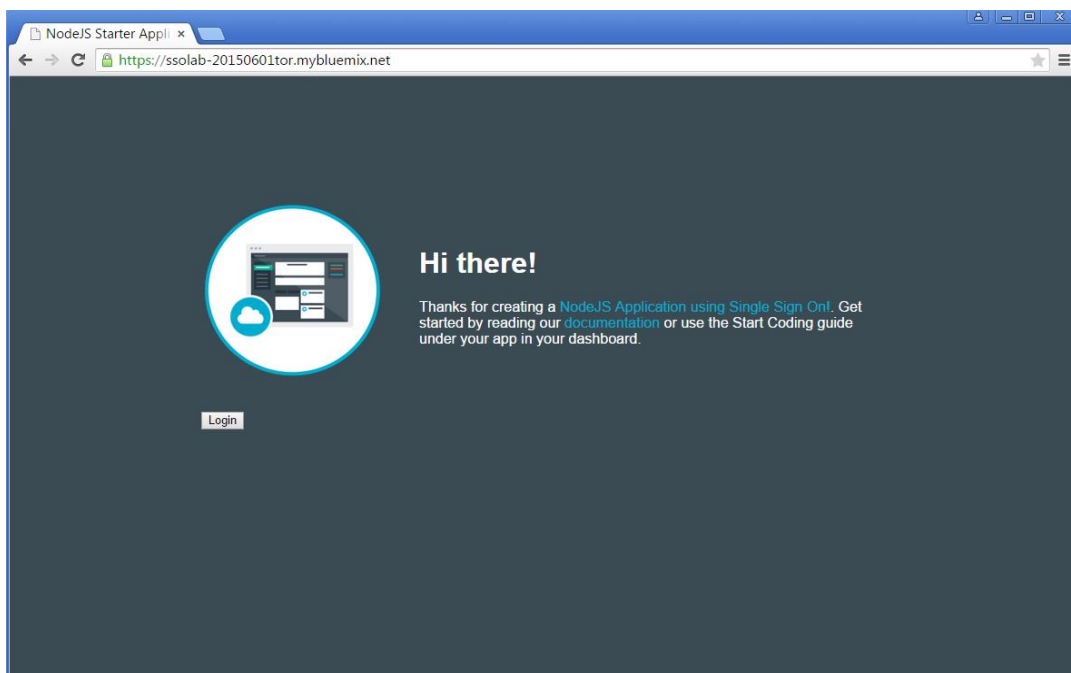 NodeJS Starter Appli
https://ssolab-20150601tor.mybluemix.net
Hi there!
Thanks for creating a NodeJS Application using Single Sign On!. Get
started by reading our documentation or use the Start Coding guide
under your app in your dashboard.
Login